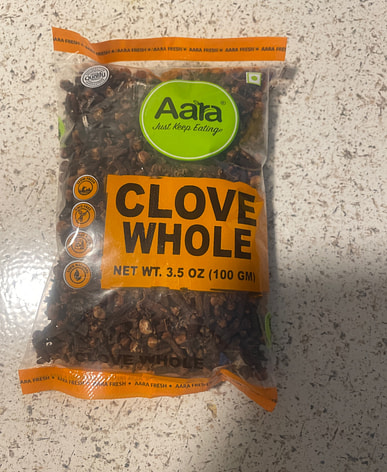 AARA FRESH • AARA FRESH • AARA FRESH • AARA FRESH
Aara®
Just Keep Eating
CLOVE
WHOLE
NET WT. 3.5 OZ (100 GM)
CLOVE WHOLE
AARA FRESH • AARA FRESH • AARA FRESH • AARA FRESH